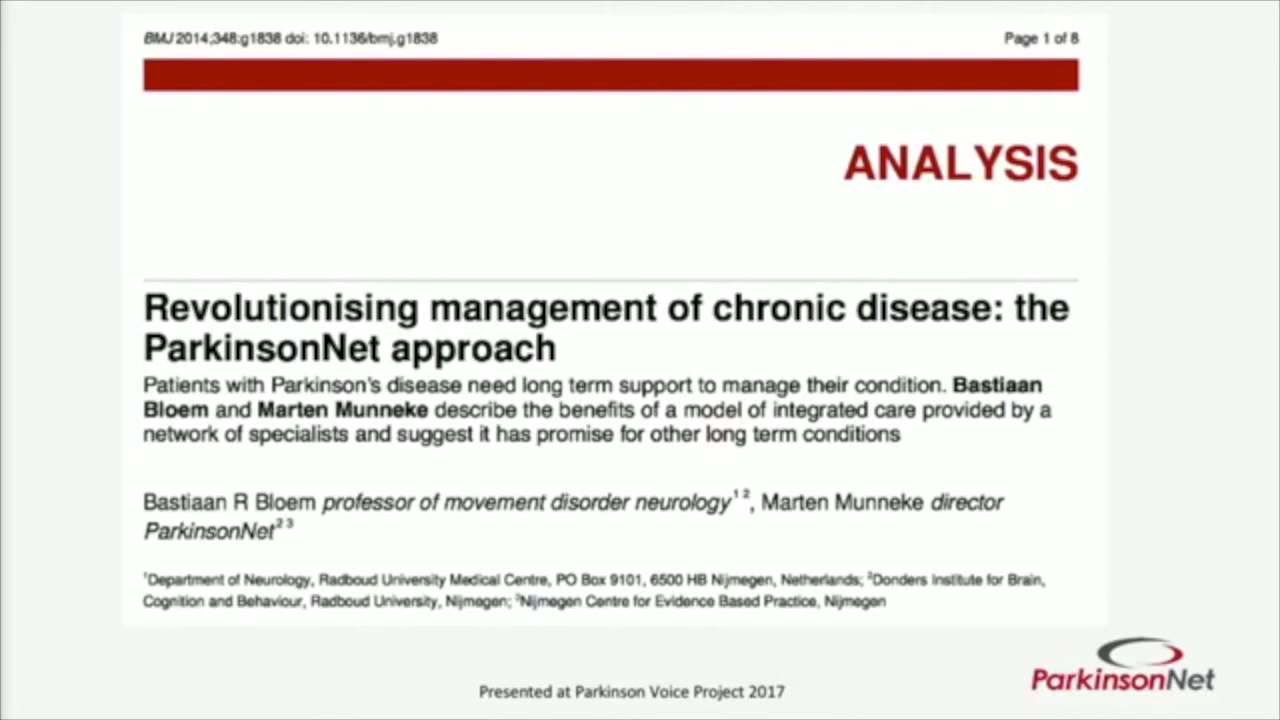 BMJ 2014;348:g1838 doi: 10.1136/bmj.g1838
Page 1 of 8
ANALYSIS
Revolutionising management of chronic disease: the
ParkinsonNet approach
Patients with Parkinson's disease need long term support to manage their condition. Bastiaan
Bloem and Marten Munneke describe the benefits of a model of integrated care provided by a
network of specialists and suggest it has promise for other long term conditions
Bastiaan R Bloem professor of movement disorder neurology¹ ², Marten Munneke director
ParkinsonNet² ³
¹Department of Neurology, Radboud University Medical Centre, PO Box 9101, 6500 HB Nijmegen, Netherlands; ²Donders Institute for Brain,
Cognition and Behaviour, Radboud University, Nijmegen; ³Nijmegen Centre for Evidence Based Practice, Nijmegen
ParkinsonNet
Presented at Parkinson Voice Project 2017